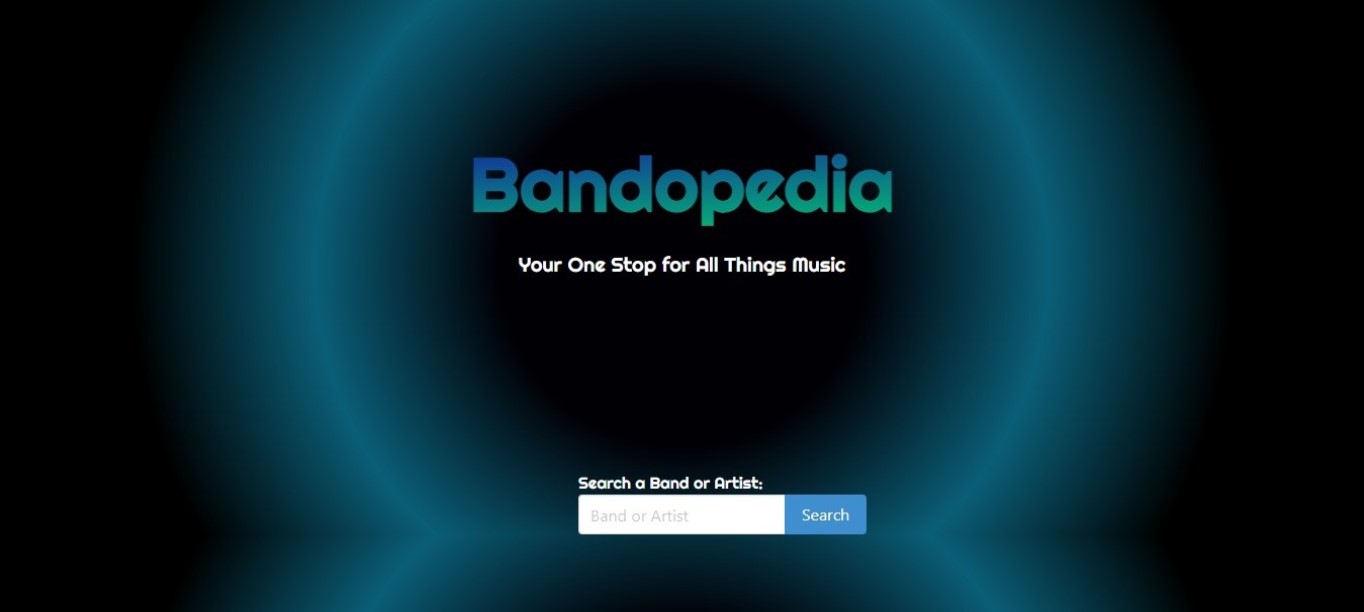 Bandopedia
Your One Stop for All Things Music
Search a Band or Artist:
Band or Artist Search